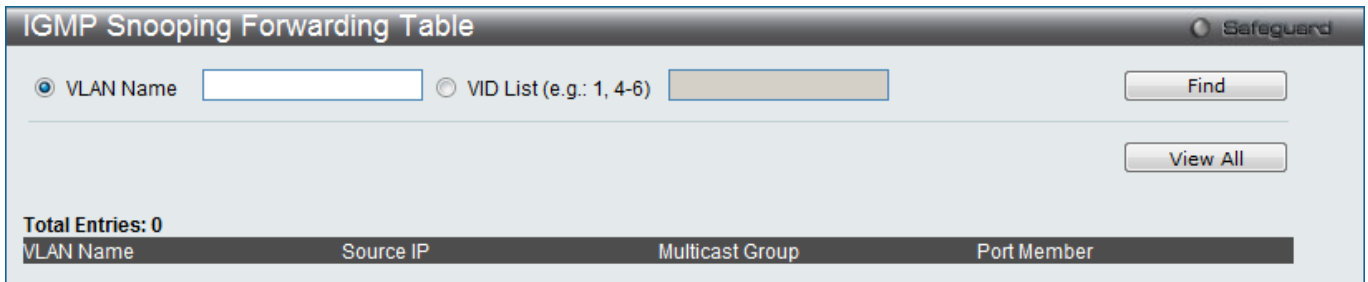 IGMP Snooping Forwarding Table
Safeguard
VLAN Name
VID List (e.g.: 1, 4-6)
Find
View All
Total Entries: 0
VLAN Name Source IP Multicast Group Port Member